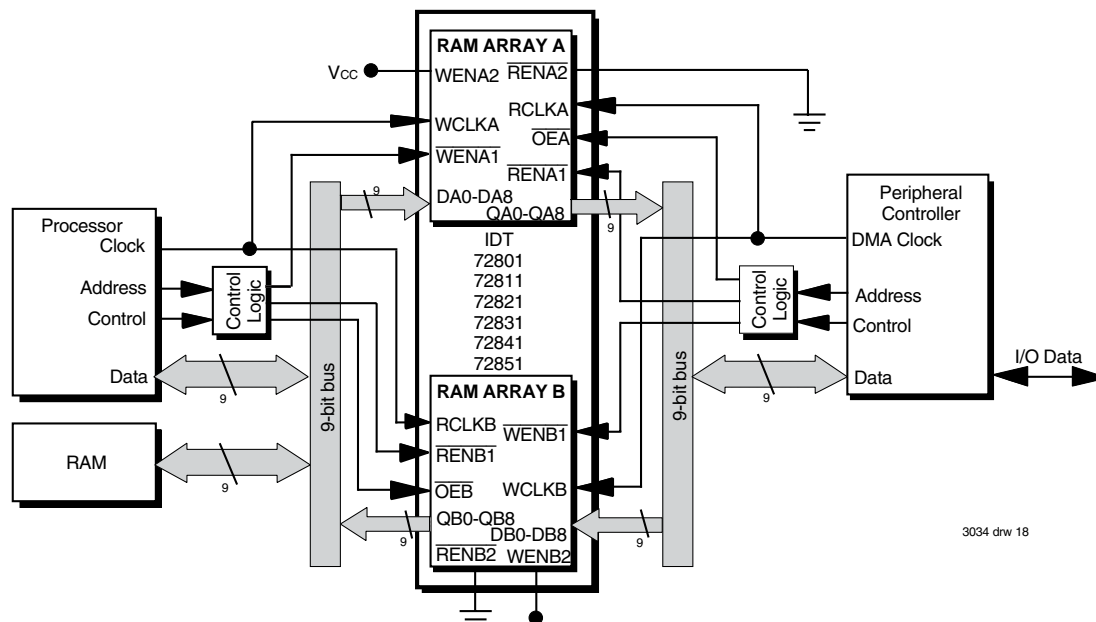 RAM ARRAY A
VCC
WENA2
RENA2
RCLKA
WCLKA
OEA
WENA1
RENA1
9
DA0-DA8
QA0-QA8
9
Processor
Clock
Address
Control
Data
9
Control
Logic
RAM
9
9-bit bus
IDT
72801
72811
72821
72831
72841
72851
RAM ARRAY B
RCLKB
WENB1
RENB1
OEB
WCLKB
QB0-QB8
9
DB0-DB8
9
RENB2
WENB2
9-bit bus
Peripheral
Controller
DMA Clock
Control
Logic
Address
Control
Data
9
I/O Data
3034 drw 18